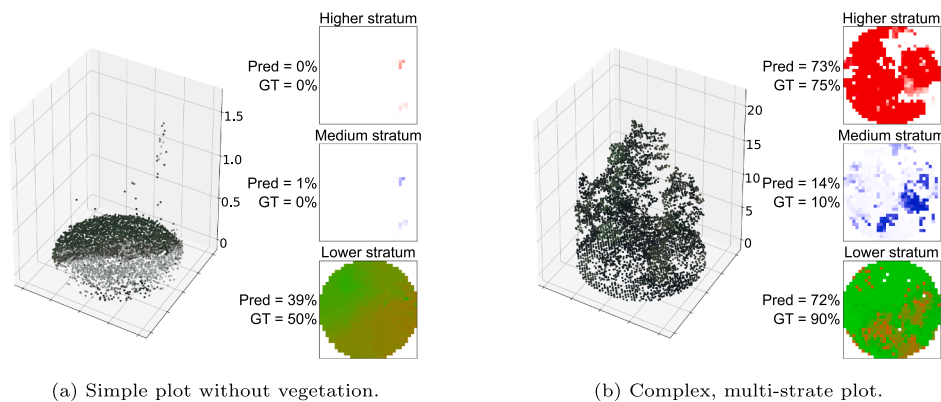 Higher stratum
Pred = 0%
GT = 0%
1.5
1.0
0.5
0
Medium stratum
Pred = 1%
GT = 0%
Lower stratum
Pred = 39%
GT = 50%
(a) Simple plot without vegetation.
Higher stratum
Pred = 73%
GT = 75%
20
15
10
5
0
Medium stratum
Pred = 14%
GT = 10%
Lower stratum
Pred = 72%
GT = 90%
(b) Complex, multi-strate plot.